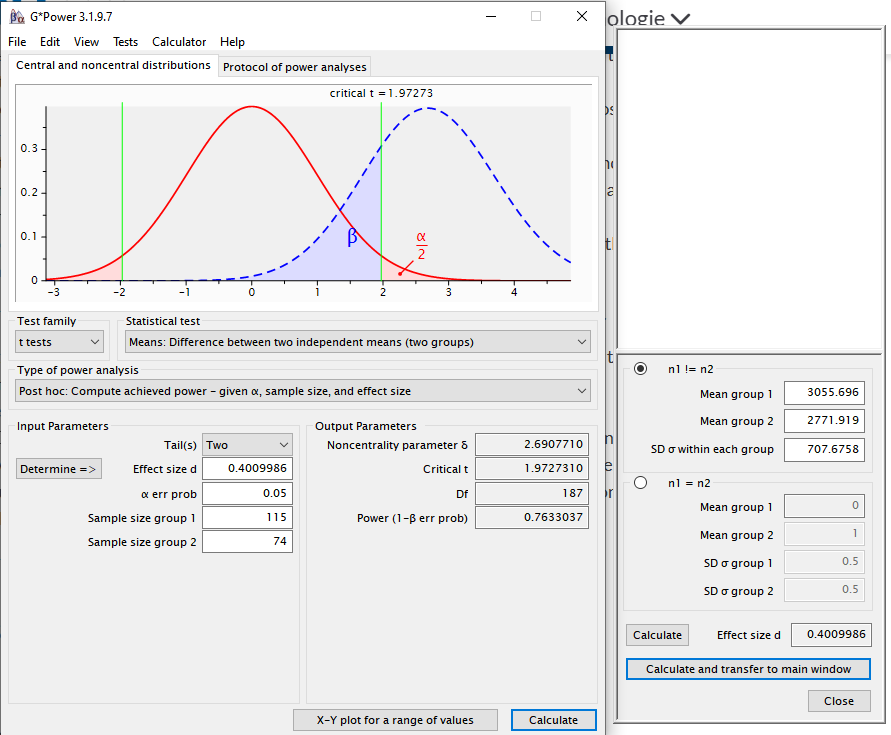 G*Power 3.1.9.7
ologie
File Edit View Tests Calculator Help
Central and noncentral distributions Protocol of power analyses
critical t = 1.97273
0.3
0.2
0.1
0
β
α
2
-3 -2 -1 0 1 2 3 4
Test family
t tests
Statistical test
Means: Difference between two independent means (two groups)
Type of power analysis
Post hoc: Compute achieved power – given α, sample size, and effect size
Input Parameters
Tail(s) Two
Determine => Effect size d 0.4009986
α err prob 0.05
Sample size group 1 115
Sample size group 2 74
Output Parameters
Noncentrality parameter δ 2.6907710
Critical t 1.9727310
Df 187
Power (1-β err prob) 0.7633037
X-Y plot for a range of values Calculate
n1 != n2
Mean group 1 3055.696
Mean group 2 2771.919
SD σ within each group 707.6758
n1 = n2
Mean group 1 0
Mean group 2 1
SD σ group 1 0.5
SD σ group 2 0.5
Calculate Effect size d 0.4009986
Calculate and transfer to main window
Close